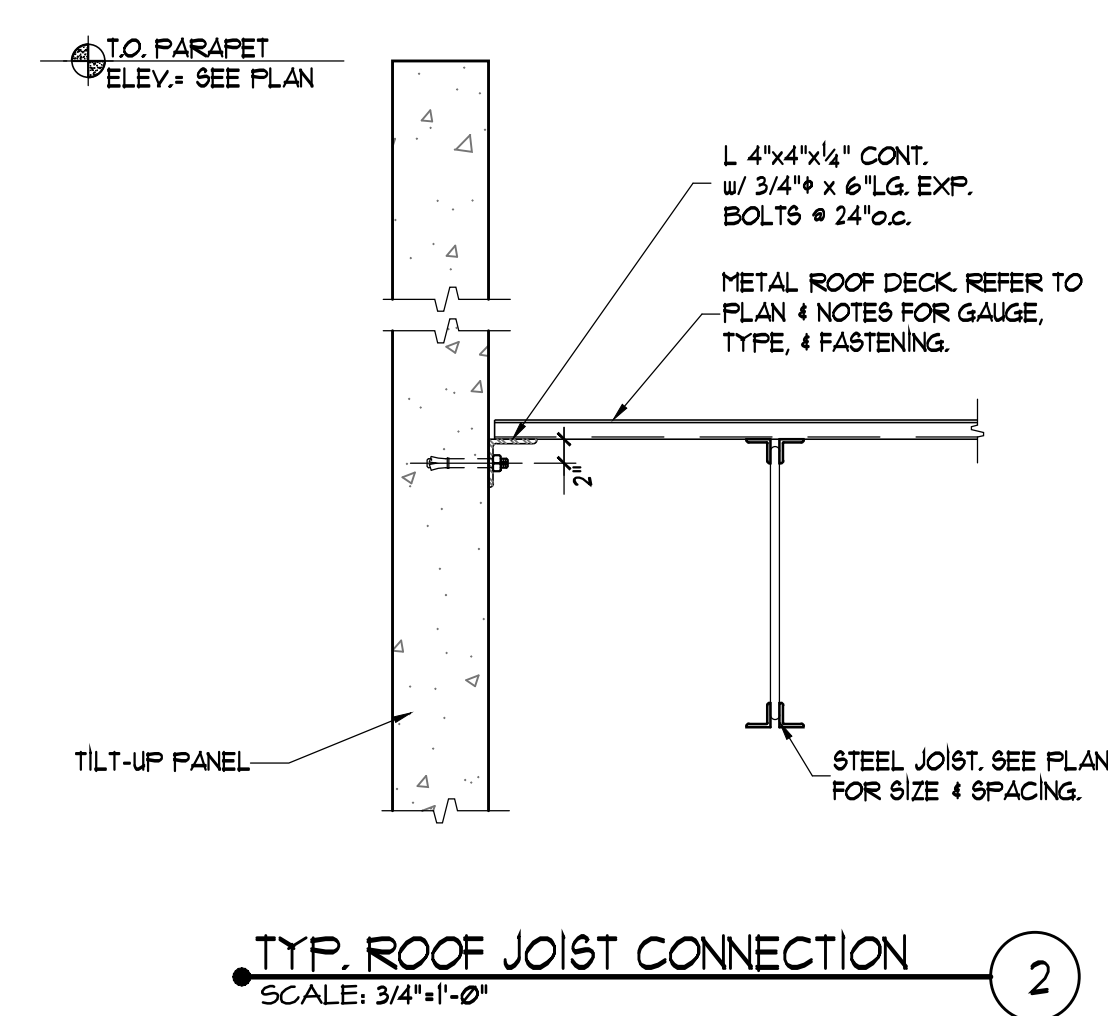 T.O. PARAPET
ELEV.= SEE PLAN
L 4"x4"x1/4" CONT.
w/ 3/4"ϕ x 6"LG. EXP.
BOLTS @ 24"o.c.
METAL ROOF DECK. REFER TO
PLAN & NOTES FOR GAUGE,
TYPE, & FASTENING.
2"
TILT-UP PANEL
STEEL JOIST. SEE PLAN
FOR SIZE & SPACING.
TYP. ROOF JOIST CONNECTION
SCALE: 3/4"=1'-0"
2